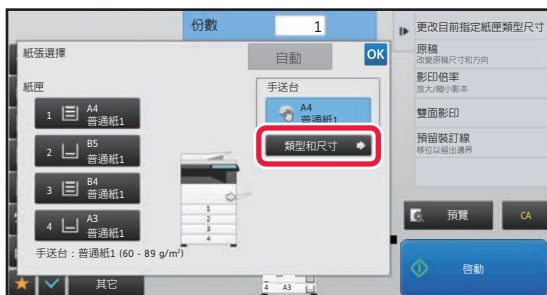 份數
1
更改目前指定紙匣類型尺寸
紙張選擇
自動
OK
原稿
改變原稿尺寸和方向
紙匣
手送台
影印倍率
放大/縮小影本
1
A4
普通紙1
A4
普通紙1
雙面影印
2
B5
普通紙1
類型和尺寸
預留裝訂線
移位以留出邊界
3
B4
普通紙1
1
2
3
4
4
A3
普通紙1
預覽
CA
手送台：普通紙1 (60 - 89 g/m²)
其它
4 A3
啓動